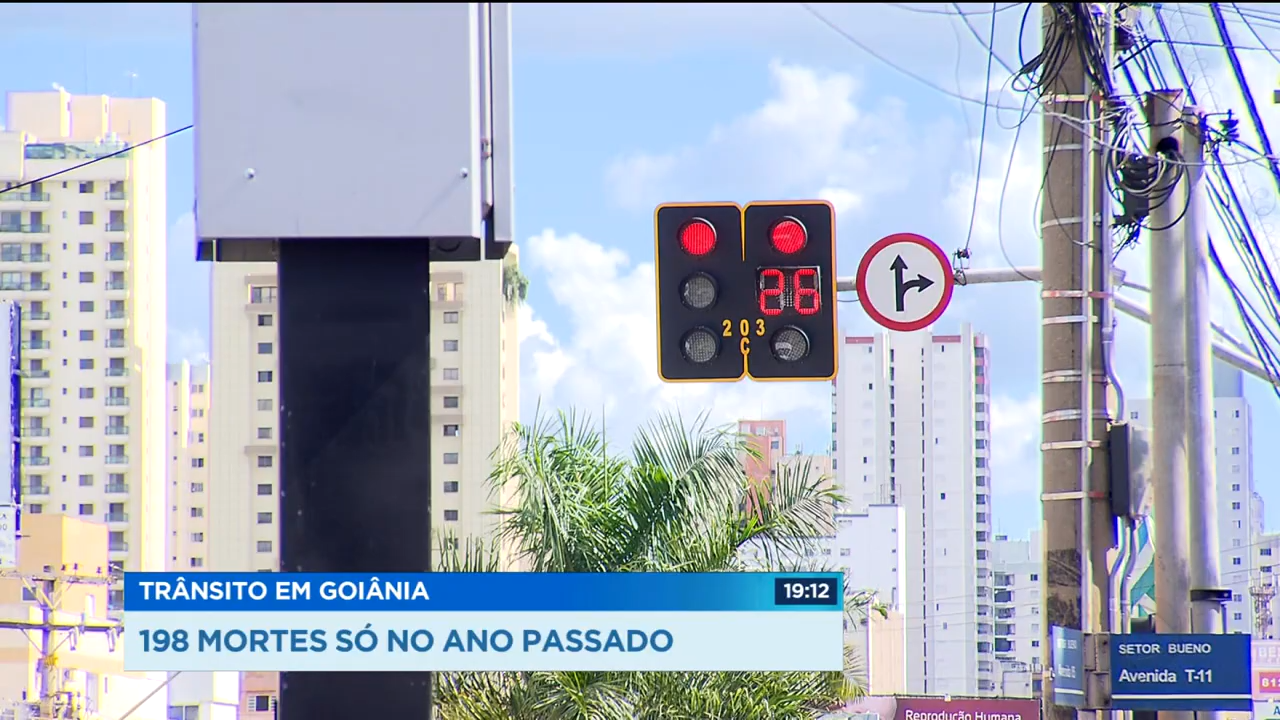 26
203
C
TRÂNSITO EM GOIÂNIA
19:12
198 MORTES SÓ NO ANO PASSADO
SETOR BUENO
Avenida T-11
Reprodução Humana